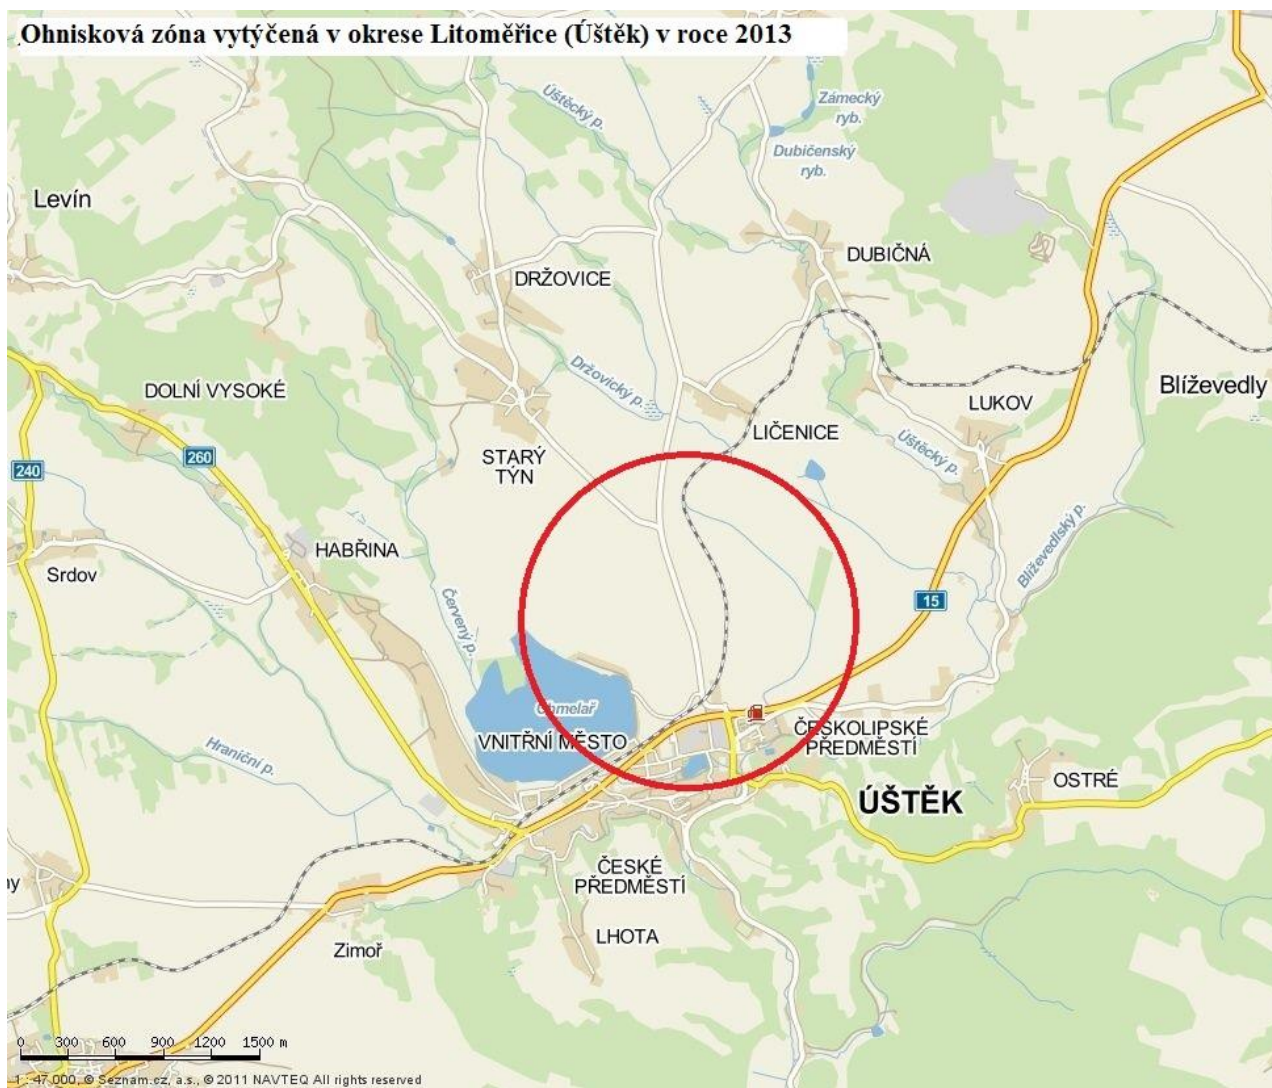 Ohnisková zóna vytýčená v okrese Litoměřice (Úštěk) v roce 2013
Úštěcký p.
Zámecký
ryb.
Dubičenský
ryb.
Levín
DUBIČNÁ
DRŽOVICE
Držovický p.
DOLNÍ VYSOKÉ
Blíževedly
LUKOV
LIČENICE
Úštěcký p.
STARÝ
TÝN
260
240
HABŘINA
Srdov
Blíževedlský p.
Červený p.
15
Chmelař
VNITŘNÍ MĚSTO
ČESKOLIPSKÉ
PŘEDMĚSTÍ
Hraniční p.
OSTRÉ
ÚŠTĚK
ČESKÉ
PŘEDMĚSTÍ
ny
LHOTA
Zimoř
0 300 600 900 1200 1500 m
1 : 47 000, © Seznam.cz, a.s., © 2011 NAVTEQ All rights reserved